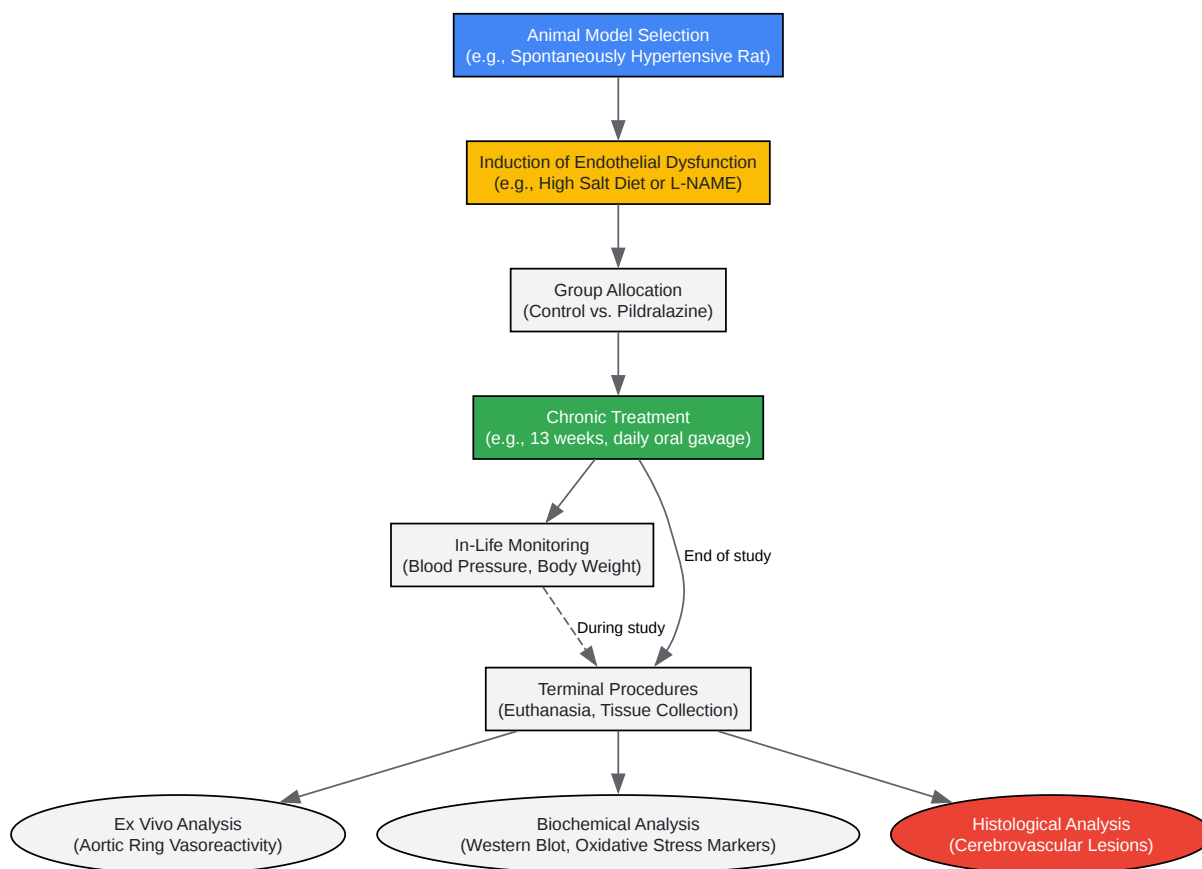 Animal Model Selection
(e.g., Spontaneously Hypertensive Rat)
Induction of Endothelial Dysfunction
(e.g., High Salt Diet or L-NAME)
Group Allocation
(Control vs. Pildralazine)
Chronic Treatment
(e.g., 13 weeks, daily oral gavage)
In-Life Monitoring
(Blood Pressure, Body Weight)
End of study
During study
Terminal Procedures
(Euthanasia, Tissue Collection)
Ex Vivo Analysis
(Aortic Ring Vasoreactivity)
Biochemical Analysis
(Western Blot, Oxidative Stress Markers)
Histological Analysis
(Cerebrovascular Lesions)